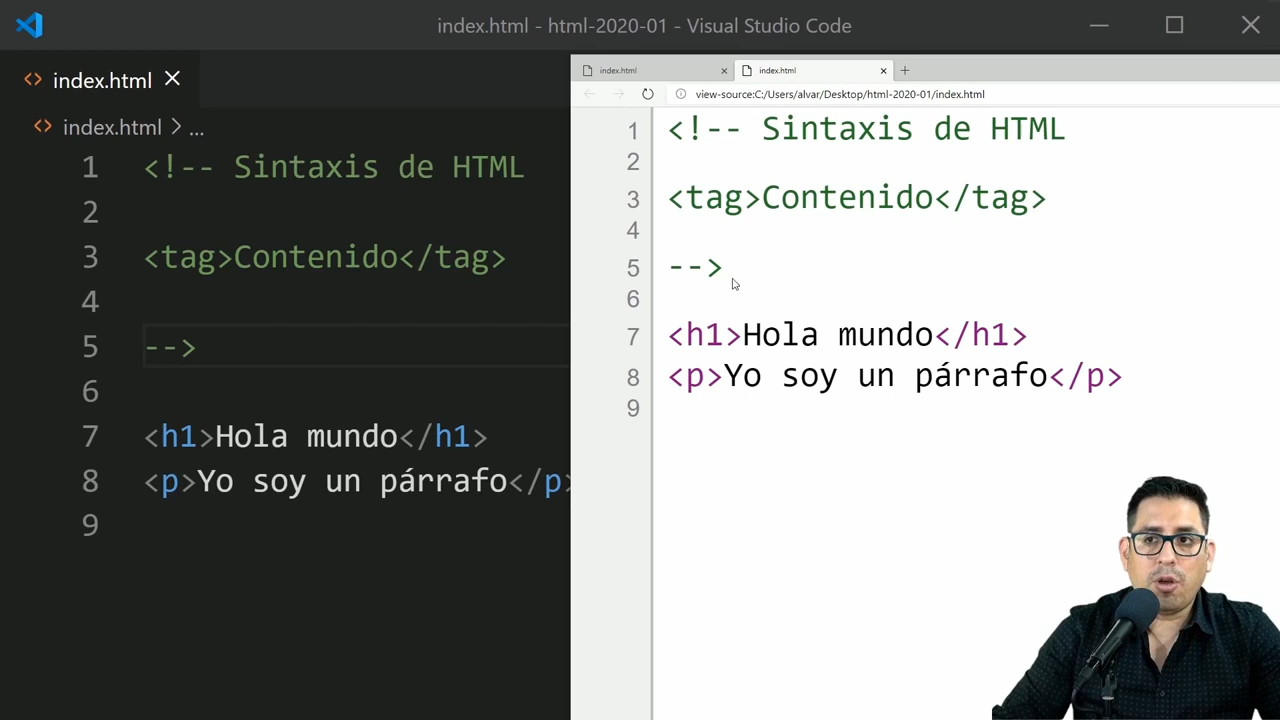 index.html - html-2020-01 - Visual Studio Code
index.html
index.html > ...
1 <!-- Sintaxis de HTML
2
3 <tag>Contenido</tag>
4
5 -->
6
7 <h1>Hola mundo</h1>
8 <p>Yo soy un párrafo</p>
9
index.html
index.html
view-source:C:/Users/alvar/Desktop/html-2020-01/index.html
1 <!-- Sintaxis de HTML
2
3 <tag>Contenido</tag>
4
5 -->
6
7 <h1>Hola mundo</h1>
8 <p>Yo soy un párrafo</p>
9